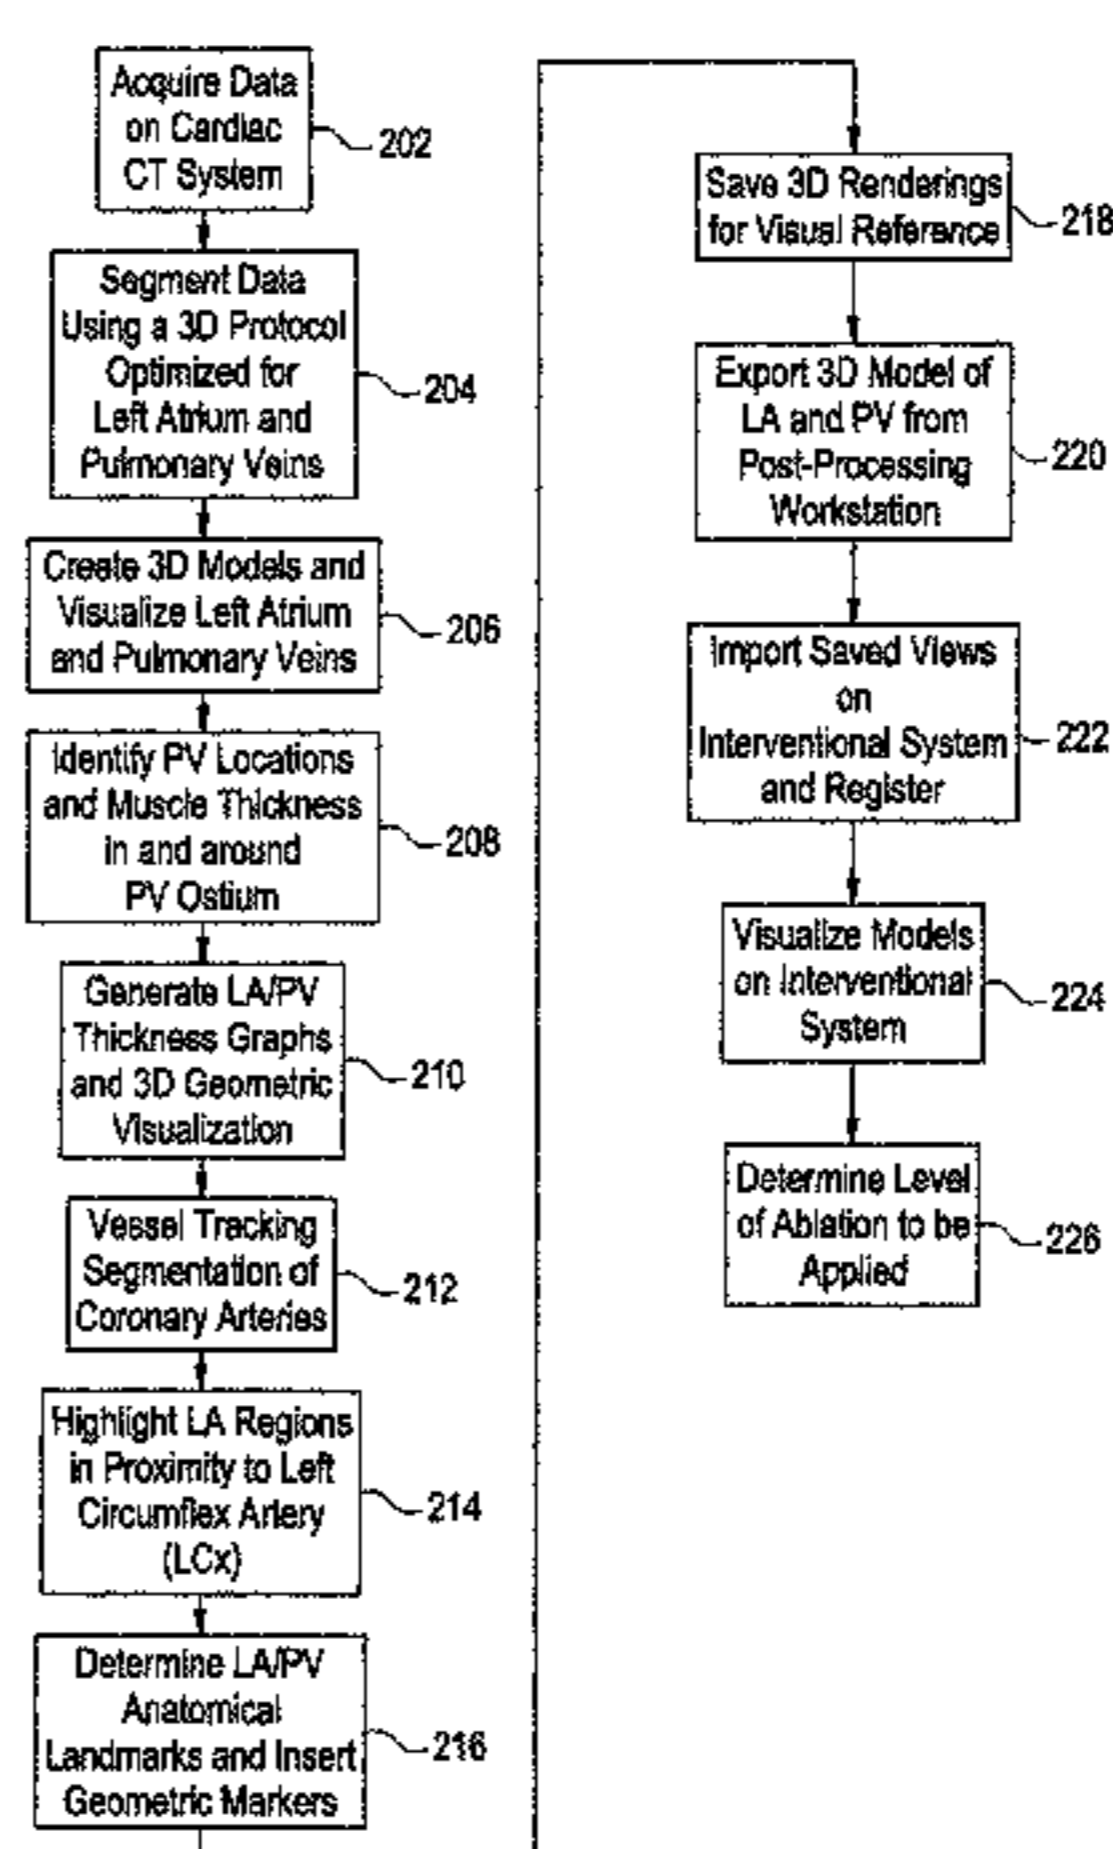 Acquire Data
on Cardiac
CT System
202
Segment Data
Using a 3D Protocol
Optimized for
Left Atrium and
Pulmonary Veins
204
Create 3D Models and
Visualize Left Atrium
and Pulmonary Veins
206
Identify PV Locations
and Muscle Thickness
in and around
PV Ostium
208
Generate LA/PV
Thickness Graphs
and 3D Geometric
Visualization
210
Vessel Tracking
Segmentation of
Coronary Arteries
212
Highlight LA Regions
in Proximity to Left
Circumflex Artery
(LCx)
214
Determine LA/PV
Anatomical
Landmarks and Insert
Geometric Markers
216
Save 3D Renderings
for Visual Reference
218
Export 3D Model of
LA and PV from
Post-Processing
Workstation
220
Import Saved Views
on
Interventional System
and Register
222
Visualize Models
on Interventional
System
224
Determine Level
of Ablation to be
Applied
226